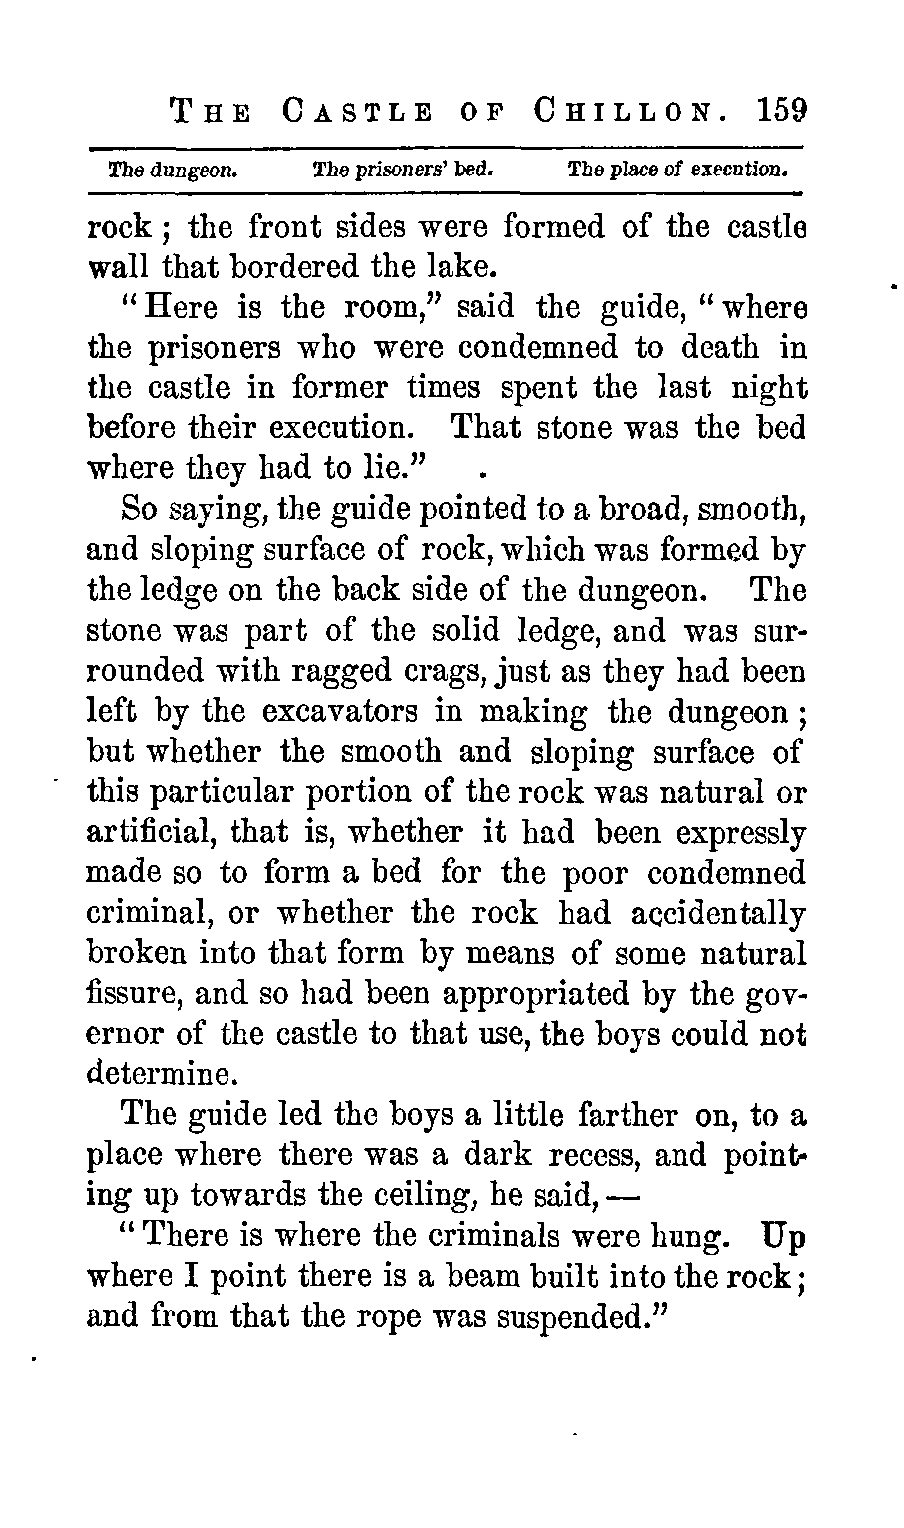 THE CASTLE OF CHILLON. 159
The dungeon. The prisoners' bed. The place of execution.
rock ; the front sides were formed of the castle
wall that bordered the lake.
“ Here is the room,” said the guide, “ where
the prisoners who were condemned to death in
the castle in former times spent the last night
before their execution. That stone was the bed
where they had to lie.”
So saying, the guide pointed to a broad, smooth,
and sloping surface of rock, which was formed by
the ledge on the back side of the dungeon. The
stone was part of the solid ledge, and was sur-
rounded with ragged crags, just as they had been
left by the excavators in making the dungeon ;
but whether the smooth and sloping surface of
this particular portion of the rock was natural or
artificial, that is, whether it had been expressly
made so to form a bed for the poor condemned
criminal, or whether the rock had accidentally
broken into that form by means of some natural
fissure, and so had been appropriated by the gov-
ernor of the castle to that use, the boys could not
determine.
The guide led the boys a little farther on, to a
place where there was a dark recess, and point-
ing up towards the ceiling, he said, —
“ There is where the criminals were hung. Up
where I point there is a beam built into the rock ;
and from that the rope was suspended.”